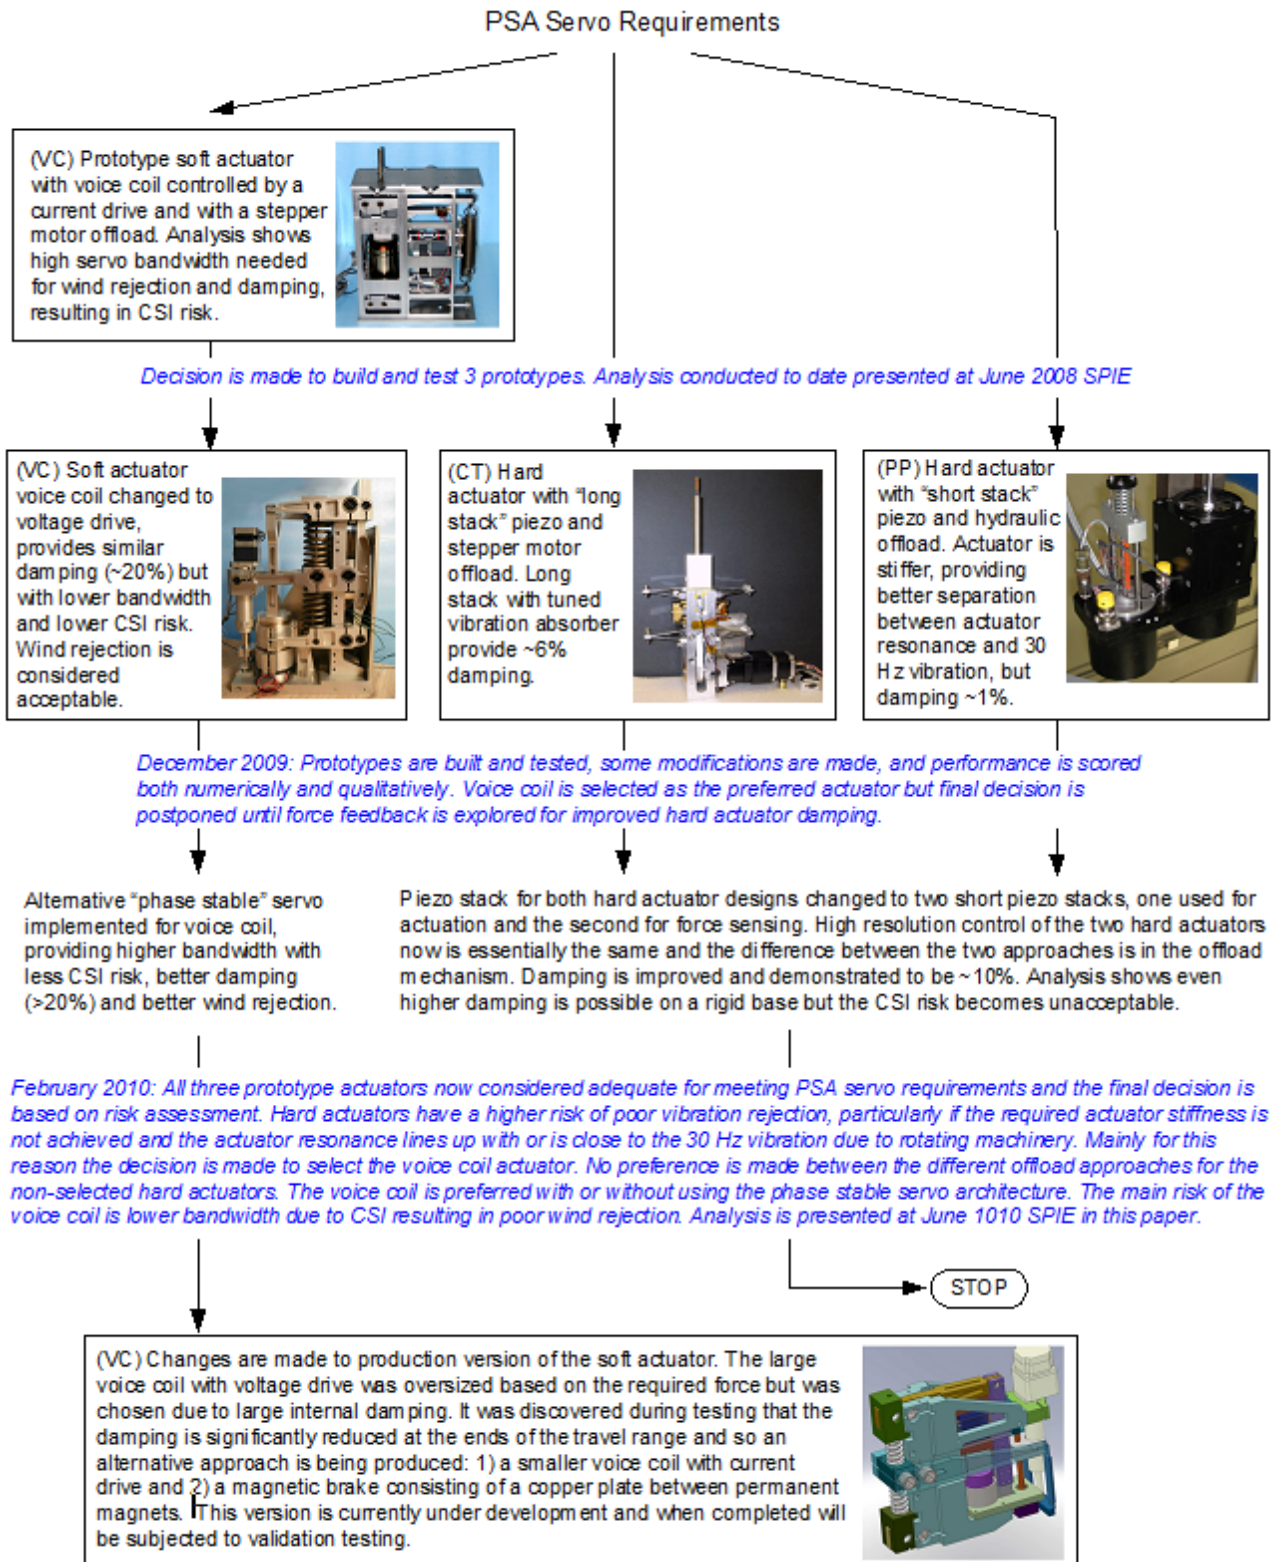 PSA Servo Requirements
(VC) Prototype soft actuator
with voice coil controlled by a
current drive and with a stepper
motor offload. Analysis shows
high servo bandwidth needed
for wind rejection and damping,
resulting in CSI risk.
Decision is made to build and test 3 prototypes. Analysis conducted to date presented at June 2008 SPIE
(VC) Soft actuator
voice coil changed to
voltage drive,
provides similar
damping (~20%) but
with lower bandwidth
and lower CSI risk.
Wind rejection is
considered
acceptable.
(CT) Hard
actuator with “long
stack” piezo and
stepper motor
offload. Long
stack with tuned
vibration absorber
provide ~6%
damping.
(PP) Hard actuator
with “short stack”
piezo and hydraulic
offload. Actuator is
stiffer, providing
better separation
between actuator
resonance and 30
Hz vibration, but
damping ~1%.
December 2009: Prototypes are built and tested, some modifications are made, and performance is scored
both numerically and qualitatively. Voice coil is selected as the preferred actuator but final decision is
postponed until force feedback is explored for improved hard actuator damping.
Alternative “phase stable” servo
implemented for voice coil,
providing higher bandwidth with
less CSI risk, better damping
(>20%) and better wind rejection.
Piezo stack for both hard actuator designs changed to two short piezo stacks, one used for
actuation and the second for force sensing. High resolution control of the two hard actuators
now is essentially the same and the difference between the two approaches is in the offload
mechanism. Damping is improved and demonstrated to be ~10%. Analysis shows even
higher damping is possible on a rigid base but the CSI risk becomes unacceptable.
February 2010: All three prototype actuators now considered adequate for meeting PSA servo requirements and the final decision is
based on risk assessment. Hard actuators have a higher risk of poor vibration rejection, particularly if the required actuator stiffness is
not achieved and the actuator resonance lines up with or is close to the 30 Hz vibration due to rotating machinery. Mainly for this
reason the decision is made to select the voice coil actuator. No preference is made between the different offload approaches for the
non-selected hard actuators. The voice coil is preferred with or without using the phase stable servo architecture. The main risk of the
voice coil is lower bandwidth due to CSI resulting in poor wind rejection. Analysis is presented at June 1010 SPIE in this paper.
STOP
(VC) Changes are made to production version of the soft actuator. The large
voice coil with voltage drive was oversized based on the required force but was
chosen due to large internal damping. It was discovered during testing that the
damping is significantly reduced at the ends of the travel range and so an
alternative approach is being produced: 1) a smaller voice coil with current
drive and 2) a magnetic brake consisting of a copper plate between permanent
magnets. This version is currently under development and when completed will
be subjected to validation testing.